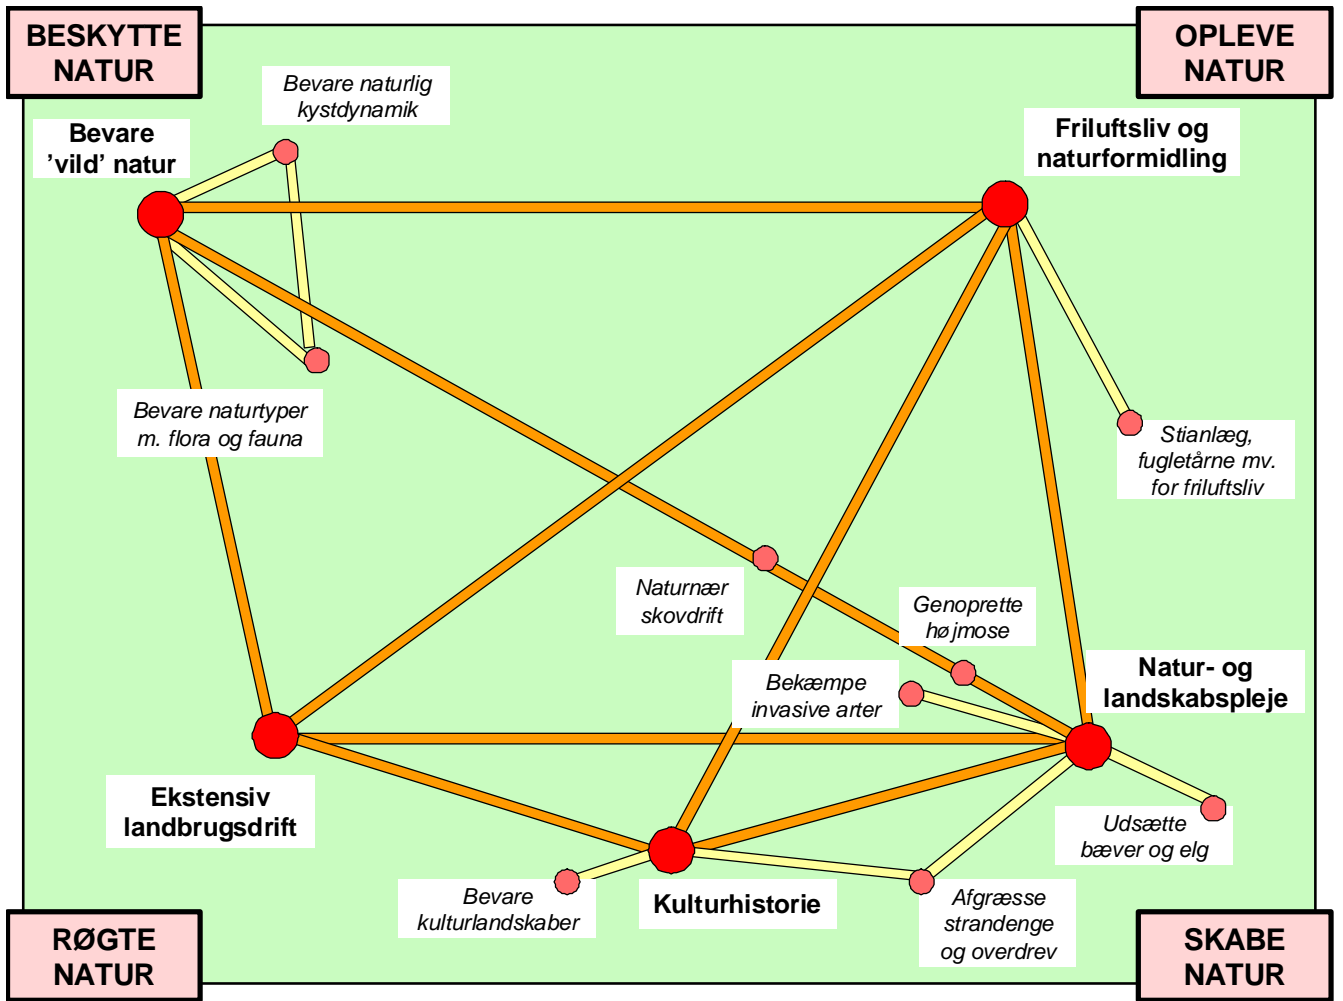 BESKYTTE
NATUR
OPLEVE
NATUR
Bevare naturlig
kystdynamik
Bevare
’vild’ natur
Friluftsliv og
naturformidling
Bevare naturtyper
m. flora og fauna
Stianlæg,
fugletårne mv.
for friluftsliv
Naturnær
skovdrift
Genoprette
højmose
Bekæmpe
invasive arter
Natur- og
landskabspleje
Ekstensiv
landbrugsdrift
Udsætte
bæver og elg
Bevare
kulturlandskaber
Kulturhistorie
Afgræsse
strandenge
og overdrev
RØGTE
NATUR
SKABE
NATUR